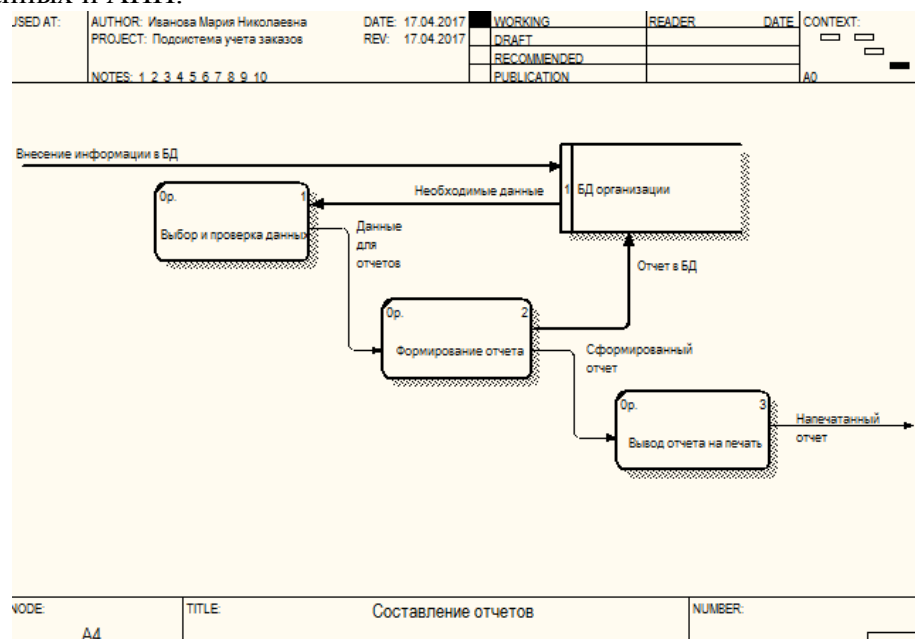 USED AT:
AUTHOR: Иванова Мария Николаевна
DATE: 17.04.2017
WORKING
READER
DATE
CONTEXT:
PROJECT: Подсистема учета заказов
REV: 17.04.2017
DRAFT
RECOMMENDED
NOTES: 1 2 3 4 5 6 7 8 9 10
PUBLICATION
A0
Внесение информации в БД
1 БД организации
Необходимые данные
0р. 1
Выбор и проверка данных
Данные
для
отчетов
Отчет в БД
0р. 2
Формирование отчета
Сформированный
отчет
0р. 3
Вывод отчета на печать
Напечатанный
отчет
NODE:
TITLE:
Составление отчетов
NUMBER:
A4